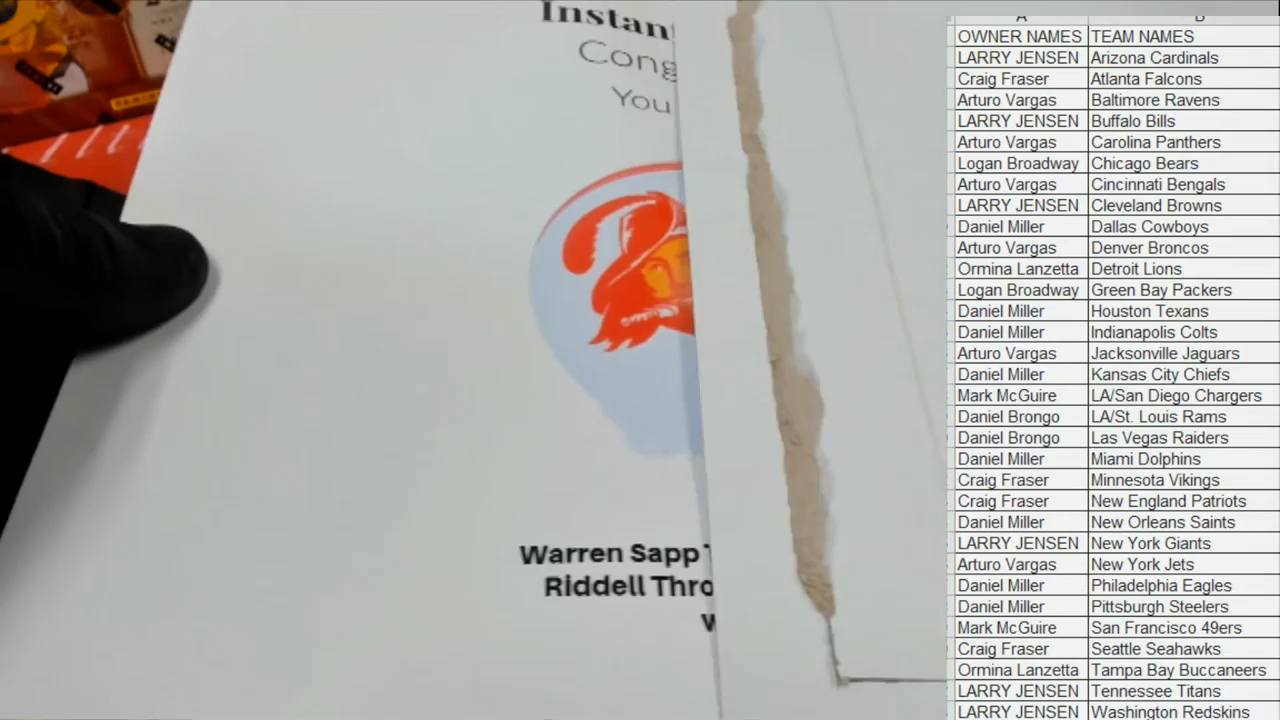 Instan
Cong
You
Warren Sapp
Riddell Thro
A B
OWNER NAMES TEAM NAMES
LARRY JENSEN Arizona Cardinals
Craig Fraser Atlanta Falcons
Arturo Vargas Baltimore Ravens
LARRY JENSEN Buffalo Bills
Arturo Vargas Carolina Panthers
Logan Broadway Chicago Bears
Arturo Vargas Cincinnati Bengals
LARRY JENSEN Cleveland Browns
Daniel Miller Dallas Cowboys
Arturo Vargas Denver Broncos
Ormina Lanzetta Detroit Lions
Logan Broadway Green Bay Packers
Daniel Miller Houston Texans
Daniel Miller Indianapolis Colts
Arturo Vargas Jacksonville Jaguars
Daniel Miller Kansas City Chiefs
Mark McGuire LA/San Diego Chargers
Daniel Brongo LA/St. Louis Rams
Daniel Brongo Las Vegas Raiders
Daniel Miller Miami Dolphins
Craig Fraser Minnesota Vikings
Craig Fraser New England Patriots
Daniel Miller New Orleans Saints
LARRY JENSEN New York Giants
Arturo Vargas New York Jets
Daniel Miller Philadelphia Eagles
Daniel Miller Pittsburgh Steelers
Mark McGuire San Francisco 49ers
Craig Fraser Seattle Seahawks
Ormina Lanzetta Tampa Bay Buccaneers
LARRY JENSEN Tennessee Titans
LARRY JENSEN Washington Redskins